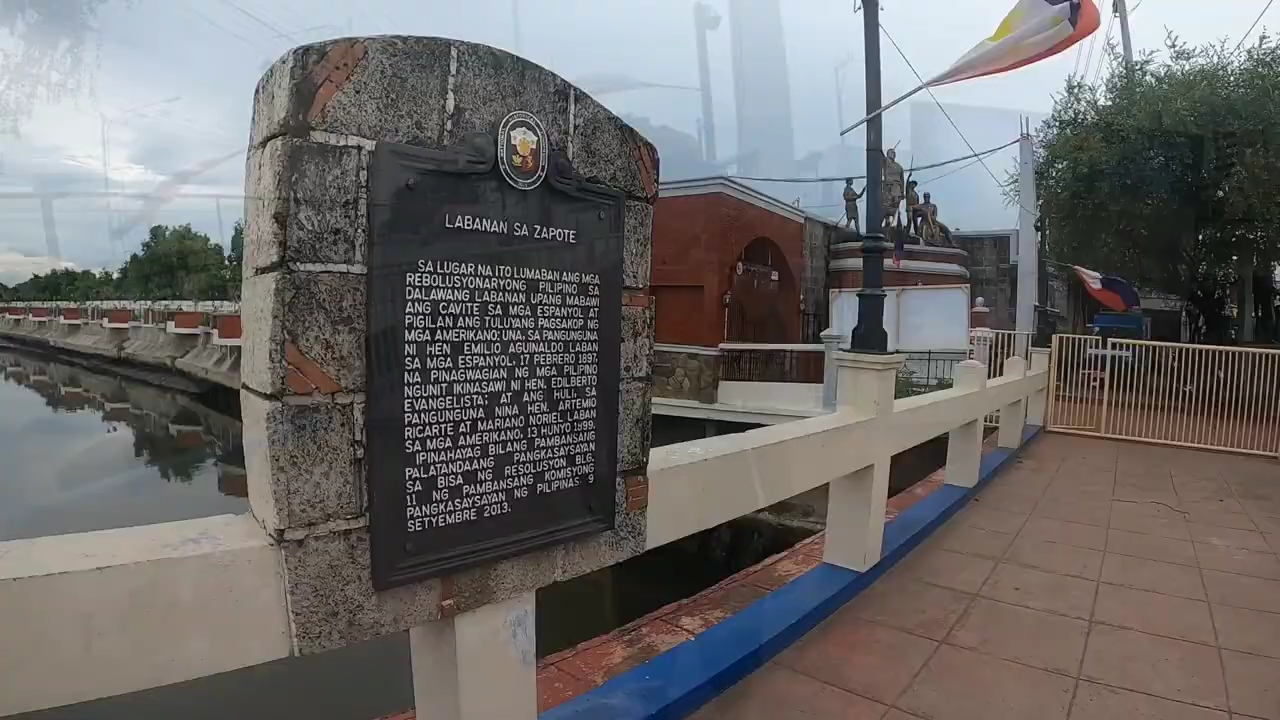 LABANAN SA ZAPOTE
SA LUGAR NA ITO LUMABAN ANG MGA
REBOLUSYONARYONG PILIPINO SA
DALAWANG LABANAN UPANG MABAWI
ANG CAVITE SA MGA ESPANYOL AT
PIGILAN ANG TULUYANG PAGSAKOP NG
MGA AMERIKANO: UNA, SA PANGUNGUNA
NI HEN. EMILIO AGUINALDO LABAN
SA MGA ESPANYOL, 17 PEBRERO 1897,
NA PINAGWAGIAN NG MGA PILIPINO
NGUNIT IKINASAWI NI HEN. EDILBERTO
EVANGELISTA; AT ANG HULI, SA
PANGUNGUNA NINA HEN. ARTEMIO
RICARTE AT MARIANO NORIEL LABAN
SA MGA AMERIKANO, 13 HUNYO 1899.
IPINAHAYAG BILANG PAMBANSANG
PALATANDAANG PANGKASAYSAYAN
SA BISA NG RESOLUSYON BLG.
11 NG PAMBANSANG KOMISYONG
PANGKASAYSAYAN NG PILIPINAS 9
SETYEMBRE 2013.